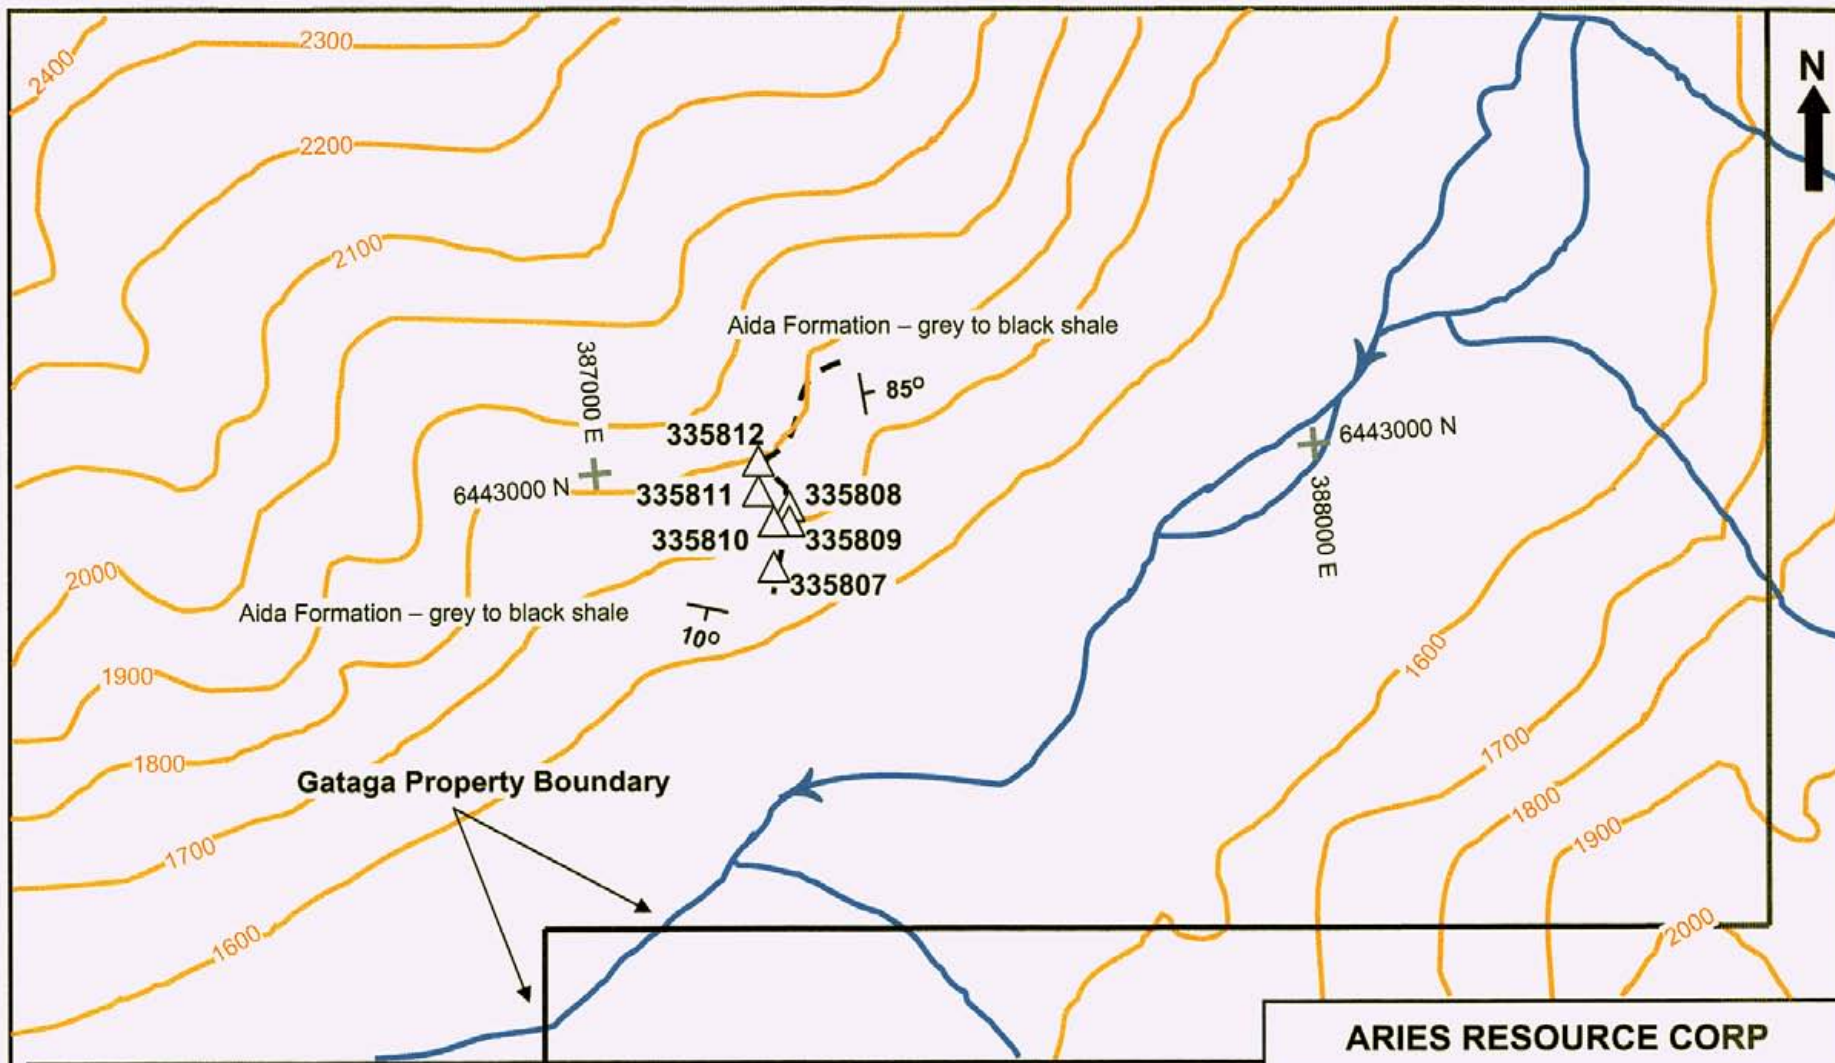 2400
2300
N
2200
2100
Aida Formation – grey to black shale
387000 E
85º
335812
6443000 N
6443000 N
335811
335808
388000 E
335810
335809
2000
335807
Aida Formation – grey to black shale
10º
1600
1900
1800
1700
Gataga Property Boundary
1800
1700
1900
1600
2000
ARIES RESOURCE CORP